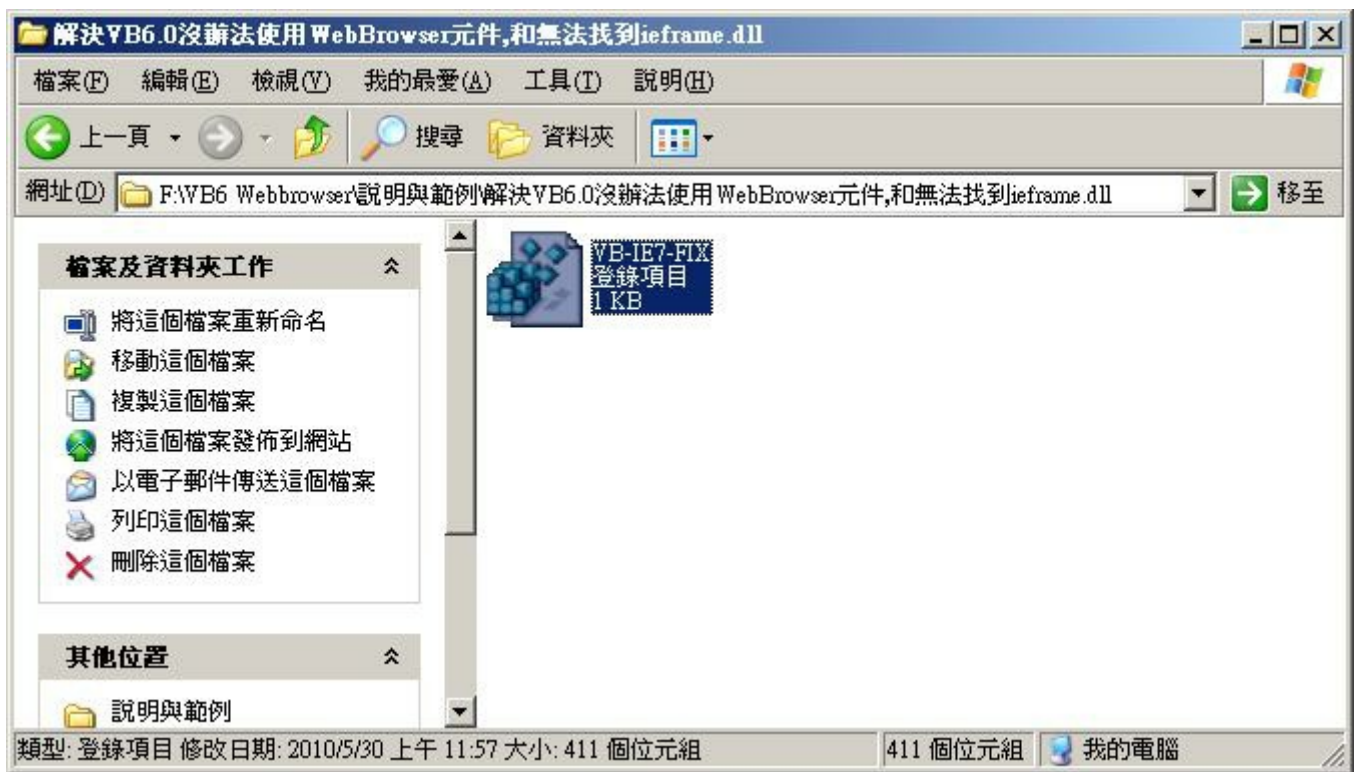 解決VB6.0沒辦法使用WebBrowser元件,和無法找到ieframe.dll
檔案(F) 編輯(E) 檢視(V) 我的最愛(A) 工具(T) 說明(H)
上一頁 搜尋 資料夾
網址(D) F:\VB6 Webbrowser\說明與範例\解決VB6.0沒辦法使用WebBrowser元件,和無法找到ieframe.dll 移至
檔案及資料夾工作
將這個檔案重新命名
移動這個檔案
複製這個檔案
將這個檔案發佈到網站
以電子郵件傳送這個檔案
列印這個檔案
刪除這個檔案
其他位置
說明與範例
VB-IE7-FIX
登錄項目
1 KB
類型: 登錄項目 修改日期: 2010/5/30 上午 11:57 大小: 411 個位元組 411 個位元組 我的電腦